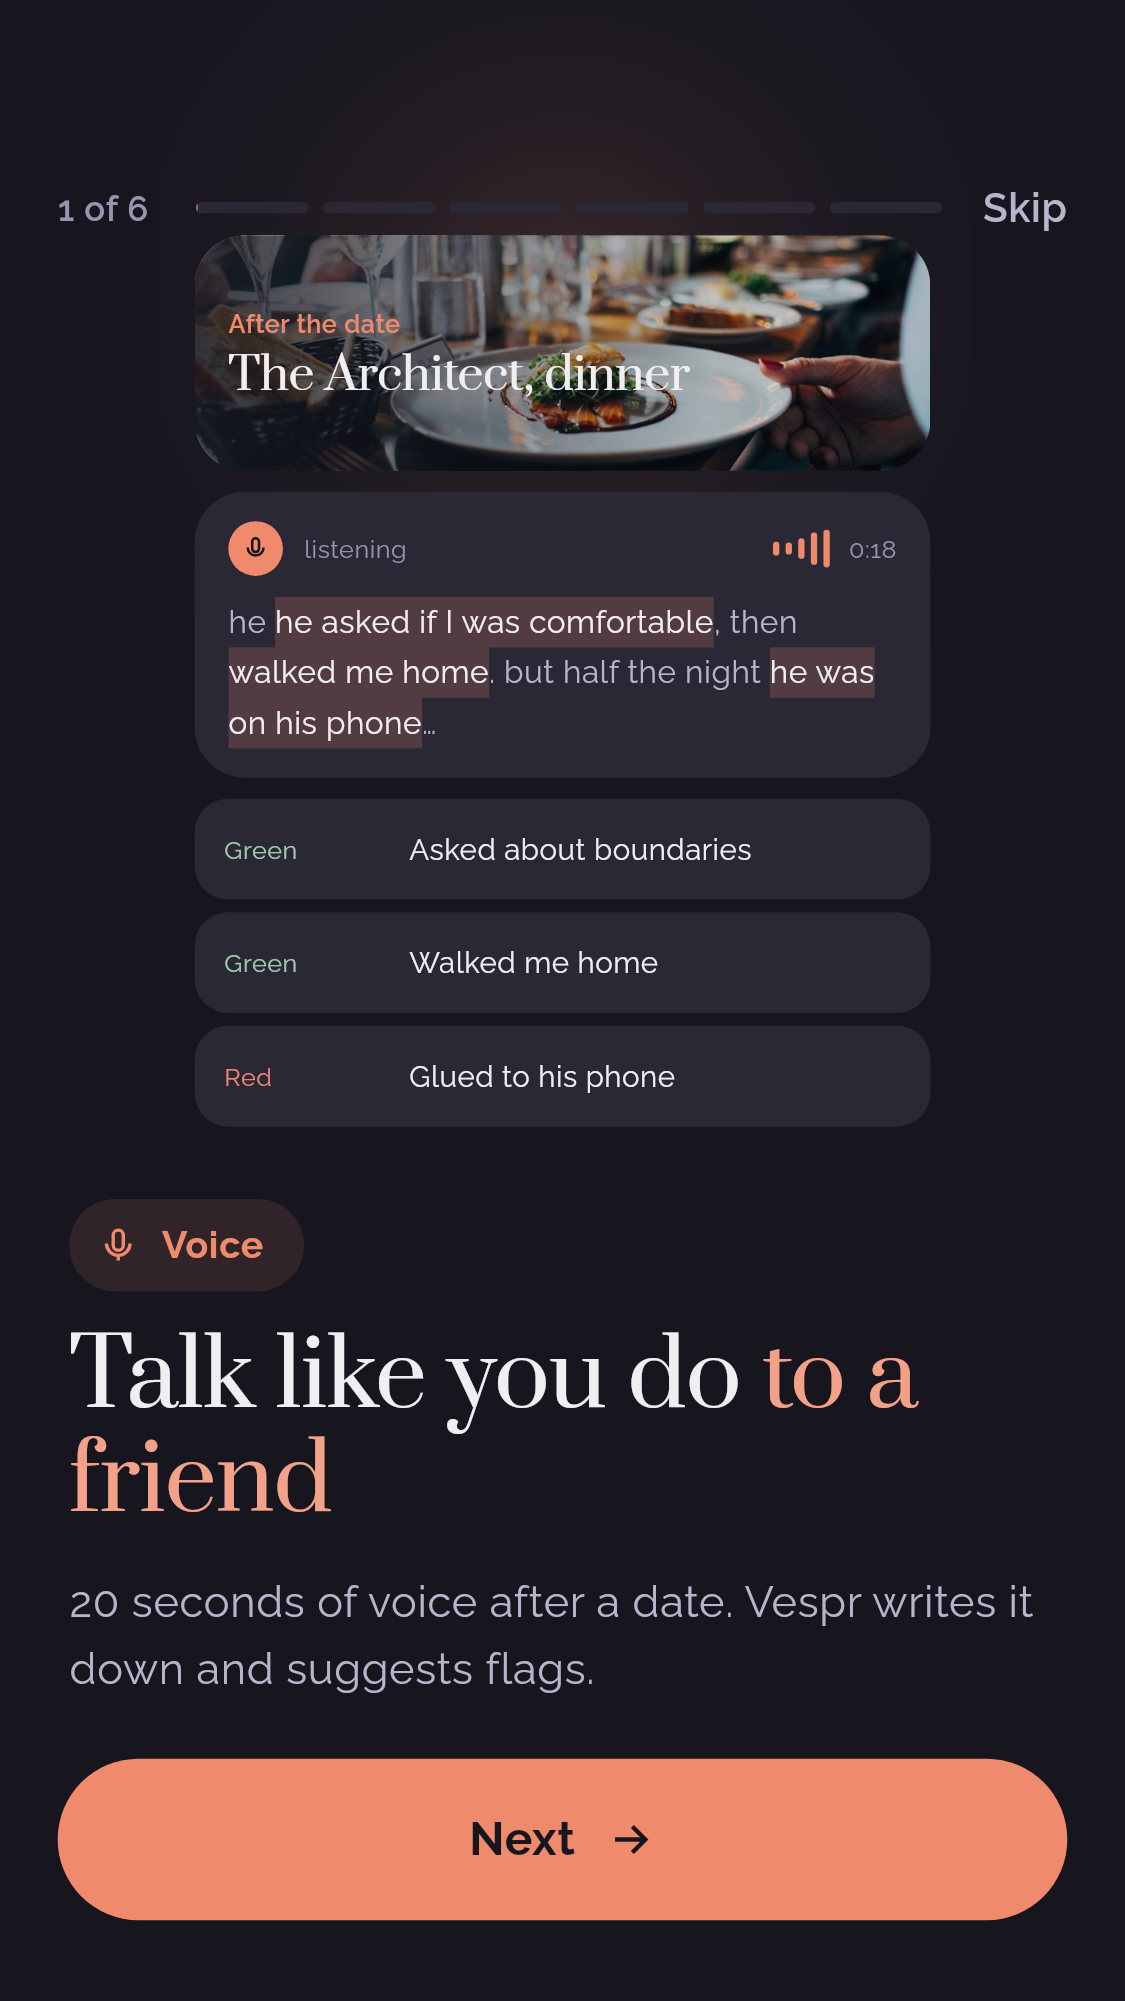 1 of 6
Skip
After the date
The Architect, dinner
listening
0:18
he he asked if I was comfortable, then
walked me home. but half the night he was
on his phone…
Green
Asked about boundaries
Green
Walked me home
Red
Glued to his phone
Voice
Talk like you do to a
friend
20 seconds of voice after a date. Vespr writes it
down and suggests flags.
Next →